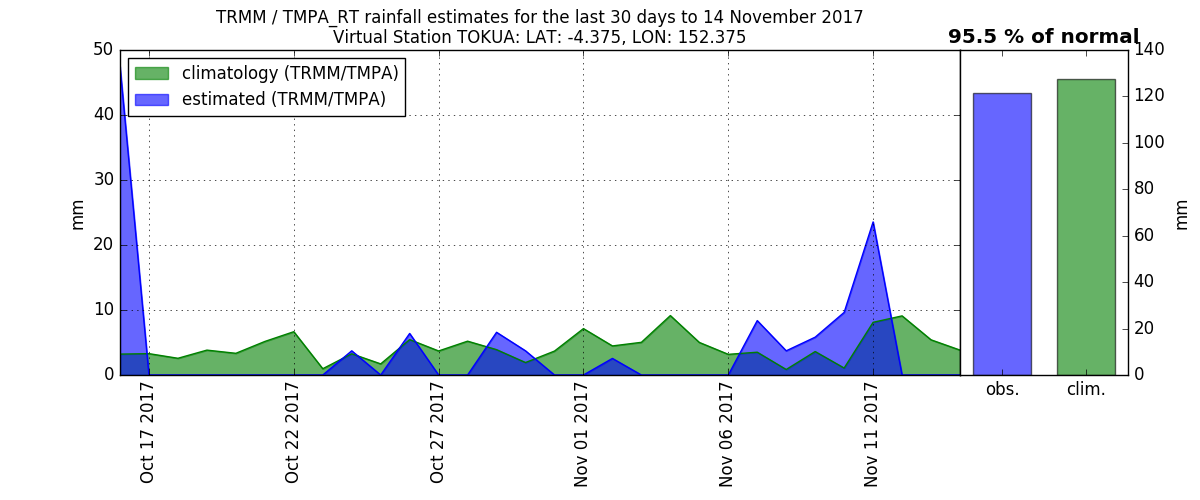 TRMM / TMPA_RT rainfall estimates for the last 30 days to 14 November 2017
Virtual Station TOKUA: LAT: -4.375, LON: 152.375
95.5 % of normal
climatology (TRMM/TMPA)
estimated (TRMM/TMPA)
50
40
30
20
10
0
mm
Oct 17 2017
Oct 22 2017
Oct 27 2017
Nov 01 2017
Nov 06 2017
Nov 11 2017
obs.
clim.
140
120
100
80
60
40
20
0
mm